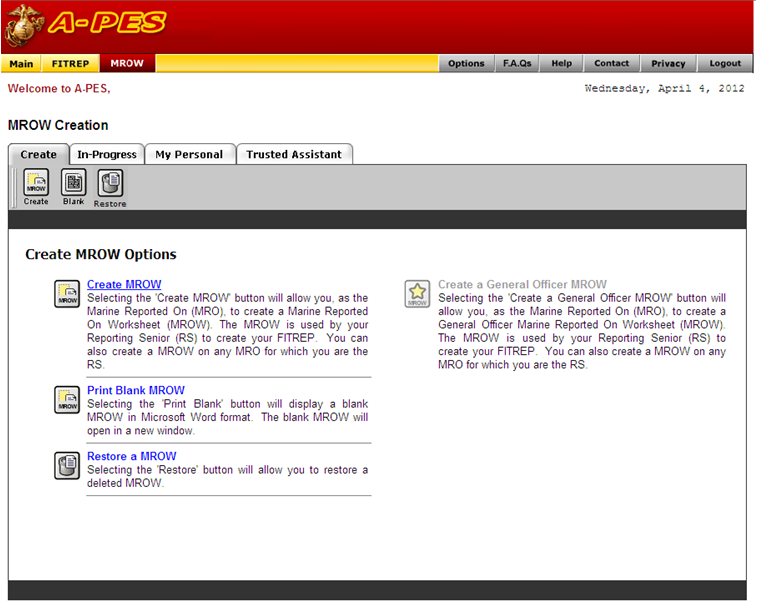 A-PES
Main FITREP MROW Options F.A.Qs Help Contact Privacy Logout
Welcome to A-PES, Wednesday, April 4, 2012
MROW Creation
Create In-Progress My Personal Trusted Assistant
MROW
Create Blank Restore
Create MROW Options
MROW
Create MROW
Selecting the 'Create MROW' button will allow you, as the
Marine Reported On (MRO), to create a Marine Reported
On Worksheet (MROW). The MROW is used by your
Reporting Senior (RS) to create your FITREP. You can
also create a MROW on any MRO for which you are the
RS.
MROW
Print Blank MROW
Selecting the 'Print Blank' button will display a blank
MROW in Microsoft Word format. The blank MROW will
open in a new window.
Restore a MROW
Selecting the 'Restore' button will allow you to restore a
deleted MROW.
MROW
Create a General Officer MROW
Selecting the 'Create a General Officer MROW' button will
allow you, as the Marine Reported On (MRO), to create a
General Officer Marine Reported On Worksheet (MROW).
The MROW is used by your Reporting Senior (RS) to
create your FITREP. You can also create a MROW on any
MRO for which you are the RS.